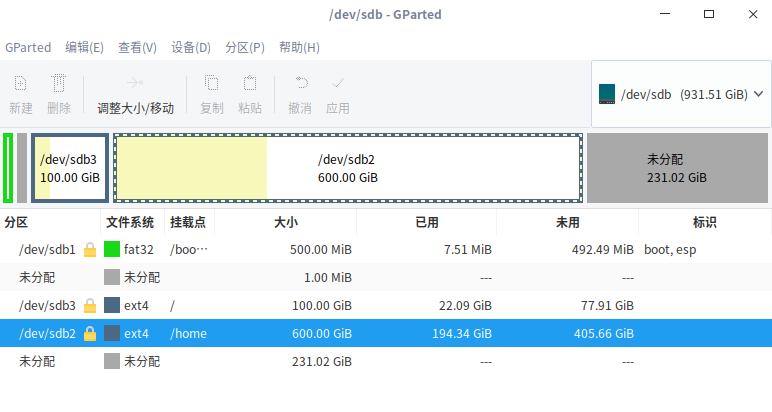 /dev/sdb - GParted
GParted 编辑(E) 查看(V) 设备(D) 分区(P) 帮助(H)
新建 删除 调整大小/移动 复制 粘贴 撤消 应用 /dev/sdb (931.51 GiB)
/dev/sdb3 /dev/sdb2 未分配
100.00 GiB 600.00 GiB 231.02 GiB
分区 文件系统 挂载点 大小 已用 未用 标识
/dev/sdb1 fat32 /boo… 500.00 MiB 7.51 MiB 492.49 MiB boot, esp
未分配 未分配 1.00 MiB --- ---
/dev/sdb3 ext4 / 100.00 GiB 22.09 GiB 77.91 GiB
/dev/sdb2 ext4 /home 600.00 GiB 194.34 GiB 405.66 GiB
未分配 未分配 231.02 GiB --- ---